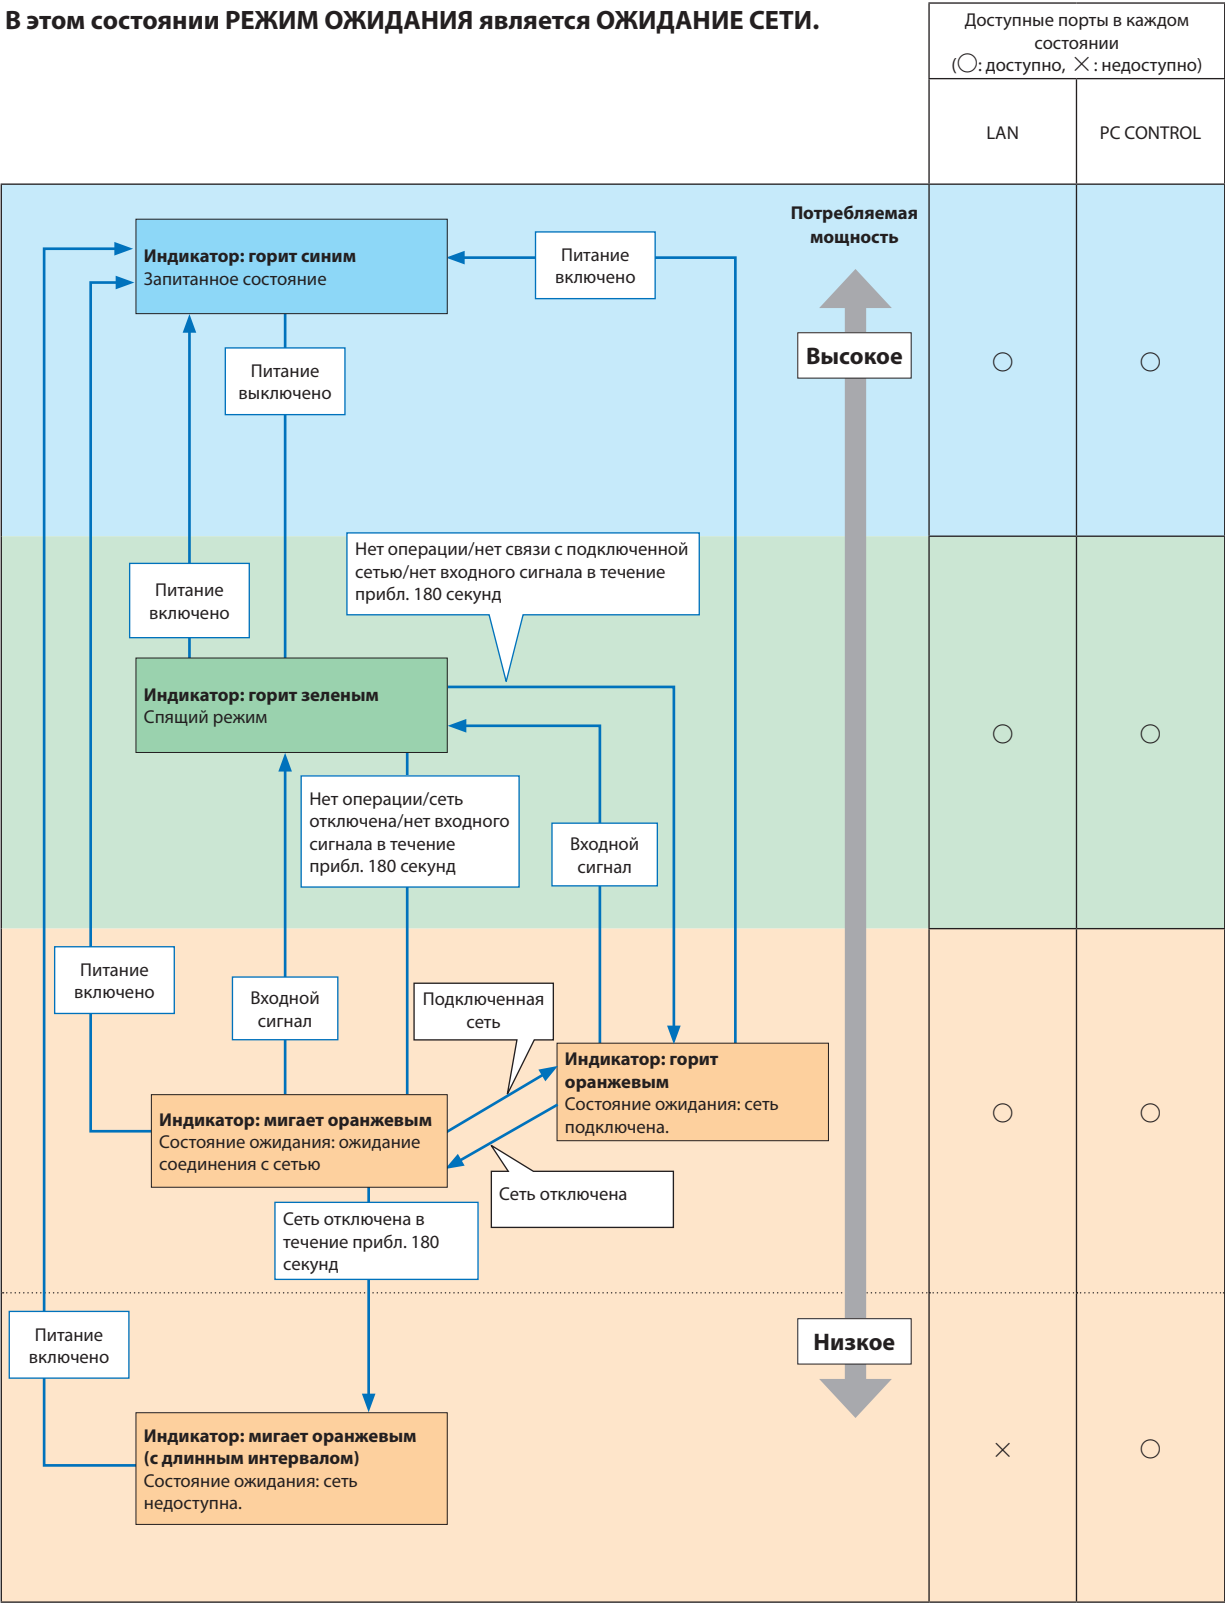 В этом состоянии РЕЖИМ ОЖИДАНИЯ является ОЖИДАНИЕ СЕТИ.
Доступные порты в каждом
состоянии
(○: доступно, ×: недоступно)
LAN
PC CONTROL
Потребляемая
мощность
Индикатор: горит синим
Запитанное состояние
Питание
включено
Высокое
○
○
Питание
выключено
Нет операции/нет связи с подключенной
сетью/нет входного сигнала в течение
прибл. 180 секунд
Питание
включено
Индикатор: горит зеленым
Спящий режим
○
○
Нет операции/сеть
отключена/нет входного
сигнала в течение
прибл. 180 секунд
Входной
сигнал
Питание
включено
Входной
сигнал
Подключенная
сеть
Индикатор: горит
оранжевым
Состояние ожидания: сеть
подключена.
○
○
Индикатор: мигает оранжевым
Состояние ожидания: ожидание
соединения с сетью
Сеть отключена
Сеть отключена в
течение прибл. 180
секунд
Питание
включено
Низкое
Индикатор: мигает оранжевым
(с длинным интервалом)
Состояние ожидания: сеть
недоступна.
×
○